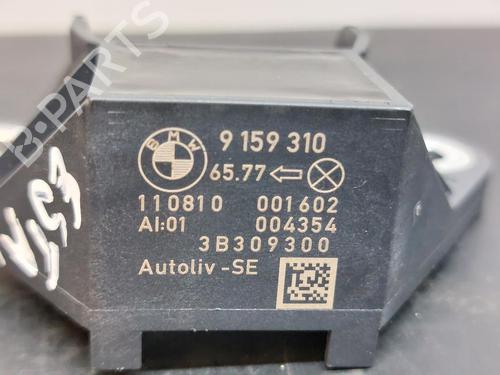 B-PARTS
BMW
9 159 310
65.77
110810 001602
AI:01 004354
3B309300
Autoliv-SE